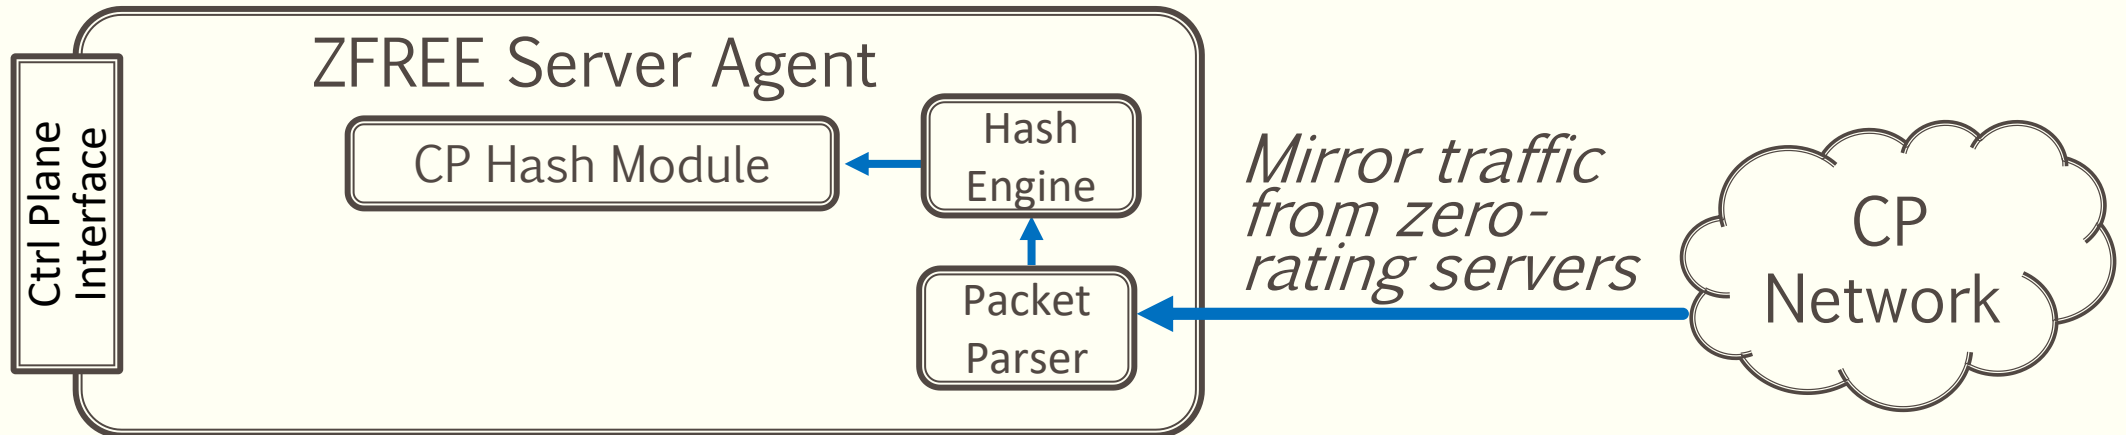 ZFREE Server Agent
Ctrl Plane
Interface
CP Hash Module
Hash
Engine
Packet
Parser
Mirror traffic
from zero-
rating servers
CP
Network